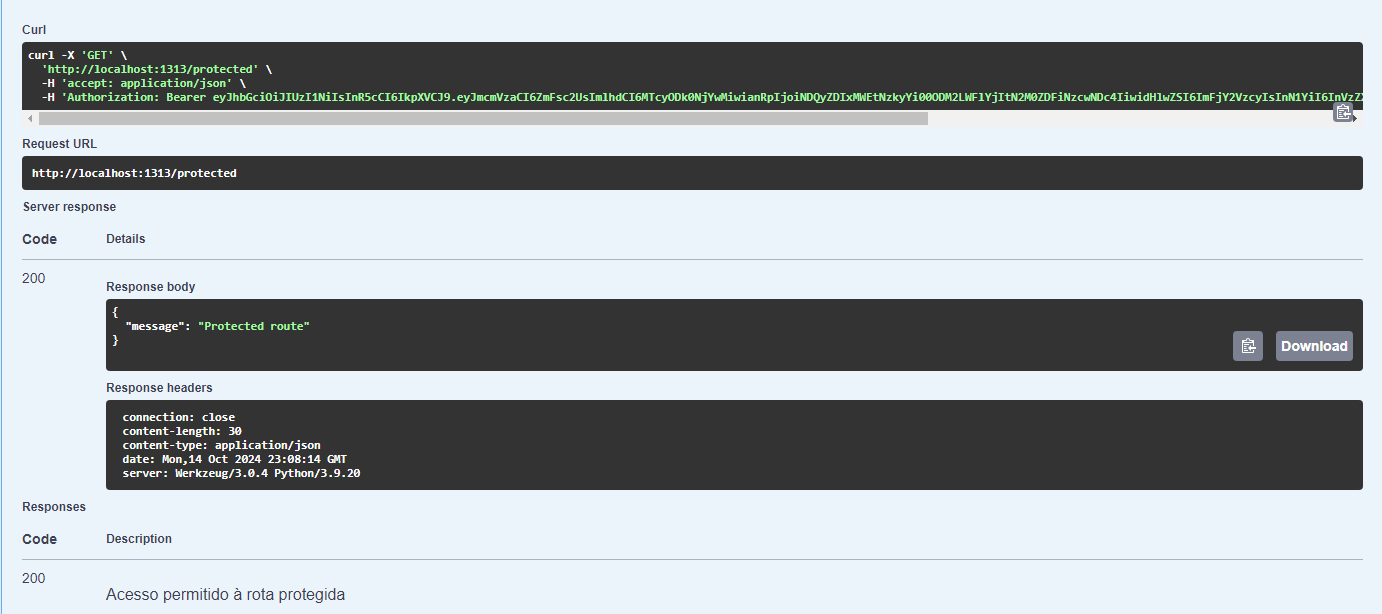 Curl
curl -X 'GET' \
'http://localhost:1313/protected' \
-H 'accept: application/json' \
-H 'Authorization: Bearer eyJhbGciOiJIUzI1NiIsInR5cCI6IkpXVCJ9.eyJmcmVzaCI6ZmFsc2UsImlhdCI6MTcyODk0NjYwMiwianRpIjoiNDQyZDIxMWEtNzkyYi00ODM2LWFlYjItN2M0ZDFiNzcwNDc4IiwidHlwZSI6ImFjY2VzcyIsInN1YiI6InVzZX
Request URL
http://localhost:1313/protected
Server response
Code Details
200
Response body
{
"message": "Protected route"
}
Download
Response headers
connection: close
content-length: 30
content-type: application/json
date: Mon,14 Oct 2024 23:08:14 GMT
server: Werkzeug/3.0.4 Python/3.9.20
Responses
Code Description
200
Acesso permitido à rota protegida